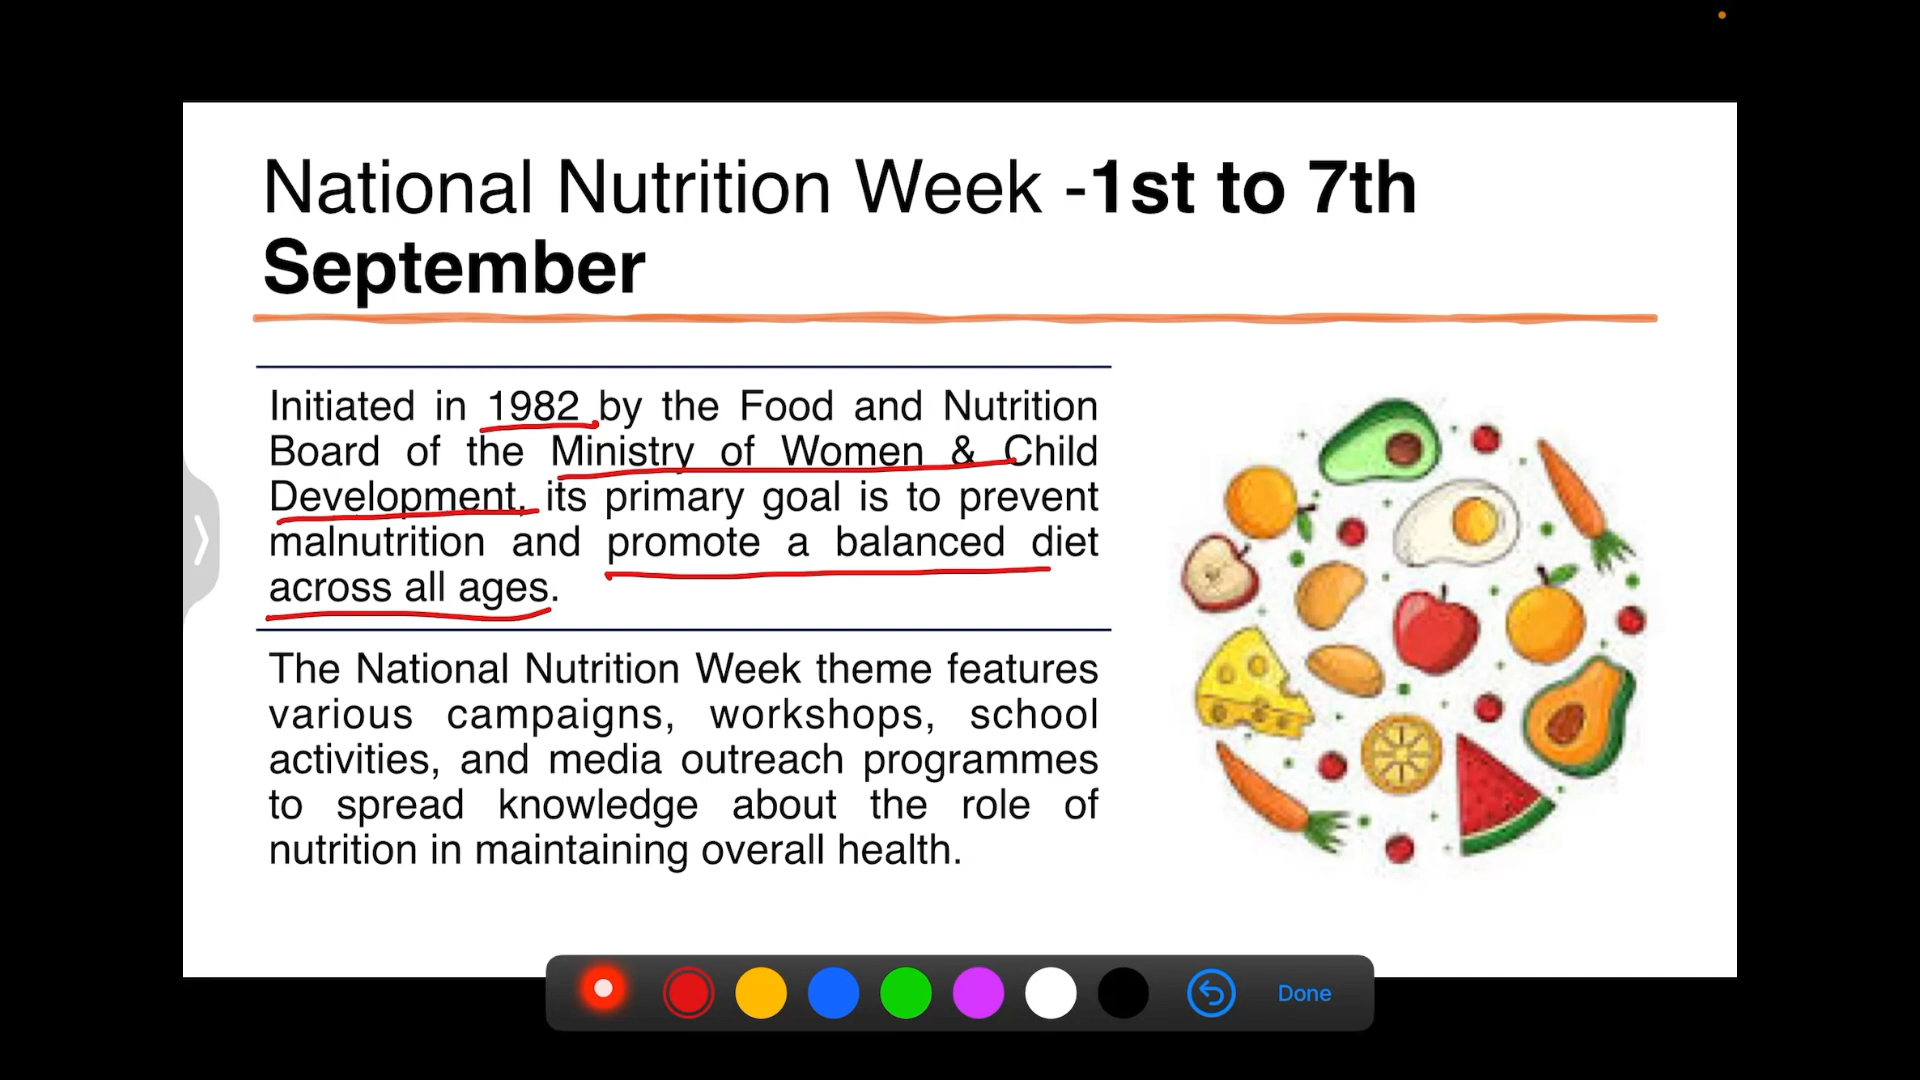 National Nutrition Week -1st to 7th
September
Initiated in 1982 by the Food and Nutrition
Board of the Ministry of Women & Child
Development, its primary goal is to prevent
malnutrition and promote a balanced diet
across all ages.
The National Nutrition Week theme features
various campaigns, workshops, school
activities, and media outreach programmes
to spread knowledge about the role of
nutrition in maintaining overall health.
Done